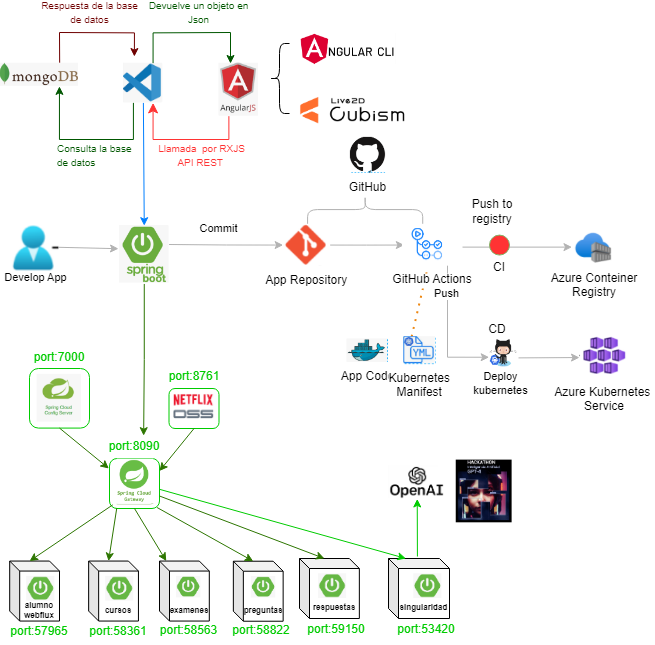 Respuesta de la base
de datos
Devuelve un objeto en
Json
mongoDB
AngularJS
ANGULAR CLI
Live2D
Cubism
Consulta la base
de datos
Llamada por RXJS
API REST
GitHub
Push to
registry
Commit
Develop App
spring
boot
App Repository
GitHub Actions
Push
CI
Azure Conteiner
Registry
CD
YML
App Code
Kubernetes
Manifest
Deploy
kubernetes
Azure Kubernetes
Service
port:7000
Spring Cloud
Config Server
port:8761
NETFLIX
OSS
port:8090
Spring Cloud
Gateway
OpenAI
HACKATHON
GPT-4
alumno
webflux
cursos
examenes
preguntas
respuestas
singularidad
port:57965
port:58361
port:58563
port:58822
port:59150
port:53420